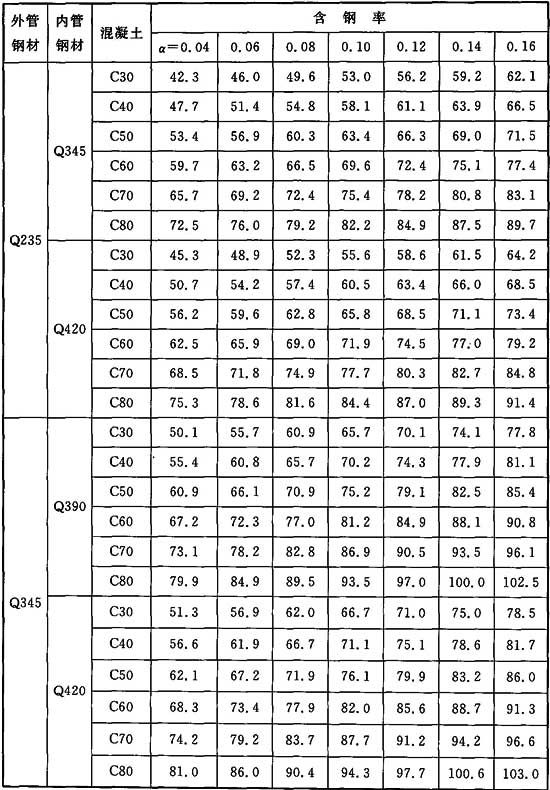 外管钢材 内管钢材 混凝土 含钢率
α=0.04 0.06 0.08 0.10 0.12 0.14 0.16
Q235 Q345 C30 42.3 46.0 49.6 53.0 56.2 59.2 62.1
C40 47.7 51.4 54.8 58.1 61.1 63.9 66.5
C50 53.4 56.9 60.3 63.4 66.3 69.0 71.5
C60 59.7 63.2 66.5 69.6 72.4 75.1 77.4
C70 65.7 69.2 72.4 75.4 78.2 80.8 83.1
C80 72.5 76.0 79.2 82.2 84.9 87.5 89.7
Q420 C30 45.3 48.9 52.3 55.6 58.6 61.5 64.2
C40 50.7 54.2 57.4 60.5 63.4 66.0 68.5
C50 56.2 59.6 62.8 65.8 68.5 71.1 73.4
C60 62.5 65.9 69.0 71.9 74.5 77.0 79.2
C70 68.5 71.8 74.9 77.7 80.3 82.7 84.8
C80 75.3 78.6 81.6 84.4 87.0 89.3 91.4
Q345 Q390 C30 50.1 55.7 60.9 65.7 70.1 74.1 77.8
C40 55.4 60.8 65.7 70.2 74.3 77.9 81.1
C50 60.9 66.1 70.9 75.2 79.1 82.5 85.4
C60 67.2 72.3 77.0 81.2 84.9 88.1 90.8
C70 73.1 78.2 82.8 86.9 90.5 93.5 96.1
C80 79.9 84.9 89.5 93.5 97.0 100.0 102.5
Q420 C30 51.3 56.9 62.0 66.7 71.0 75.0 78.5
C40 56.6 61.9 66.7 71.1 75.1 78.6 81.7
C50 62.1 67.2 71.9 76.1 79.9 83.2 86.0
C60 68.3 73.4 77.9 82.0 85.6 88.7 91.3
C70 74.2 79.2 83.7 87.7 91.2 94.2 96.6
C80 81.0 86.0 90.4 94.3 97.7 100.6 103.0